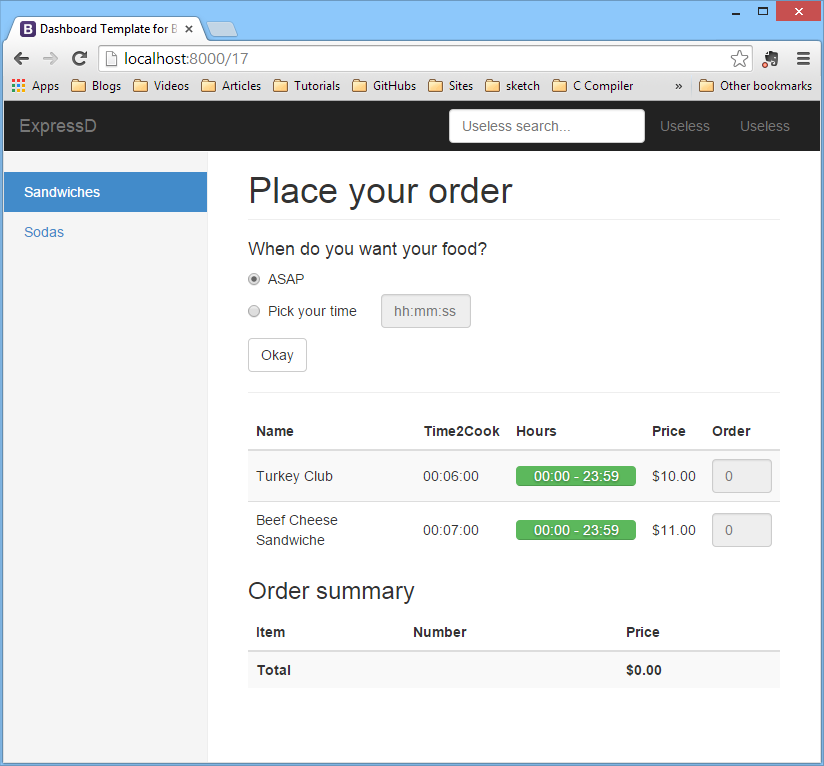 B Dashboard Template for B
localhost:8000/17
Apps Blogs Videos Articles Tutorials GitHubs Sites sketch C Compiler » Other bookmarks
ExpressD Useless search... Useless Useless
Sandwiches
Sodas
Place your order
When do you want your food?
ASAP
Pick your time hh:mm:ss
Okay
Name Time2Cook Hours Price Order
Turkey Club 00:06:00 00:00 - 23:59 $10.00 0
Beef Cheese
Sandwiche 00:07:00 00:00 - 23:59 $11.00 0
Order summary
Item Number Price
Total $0.00